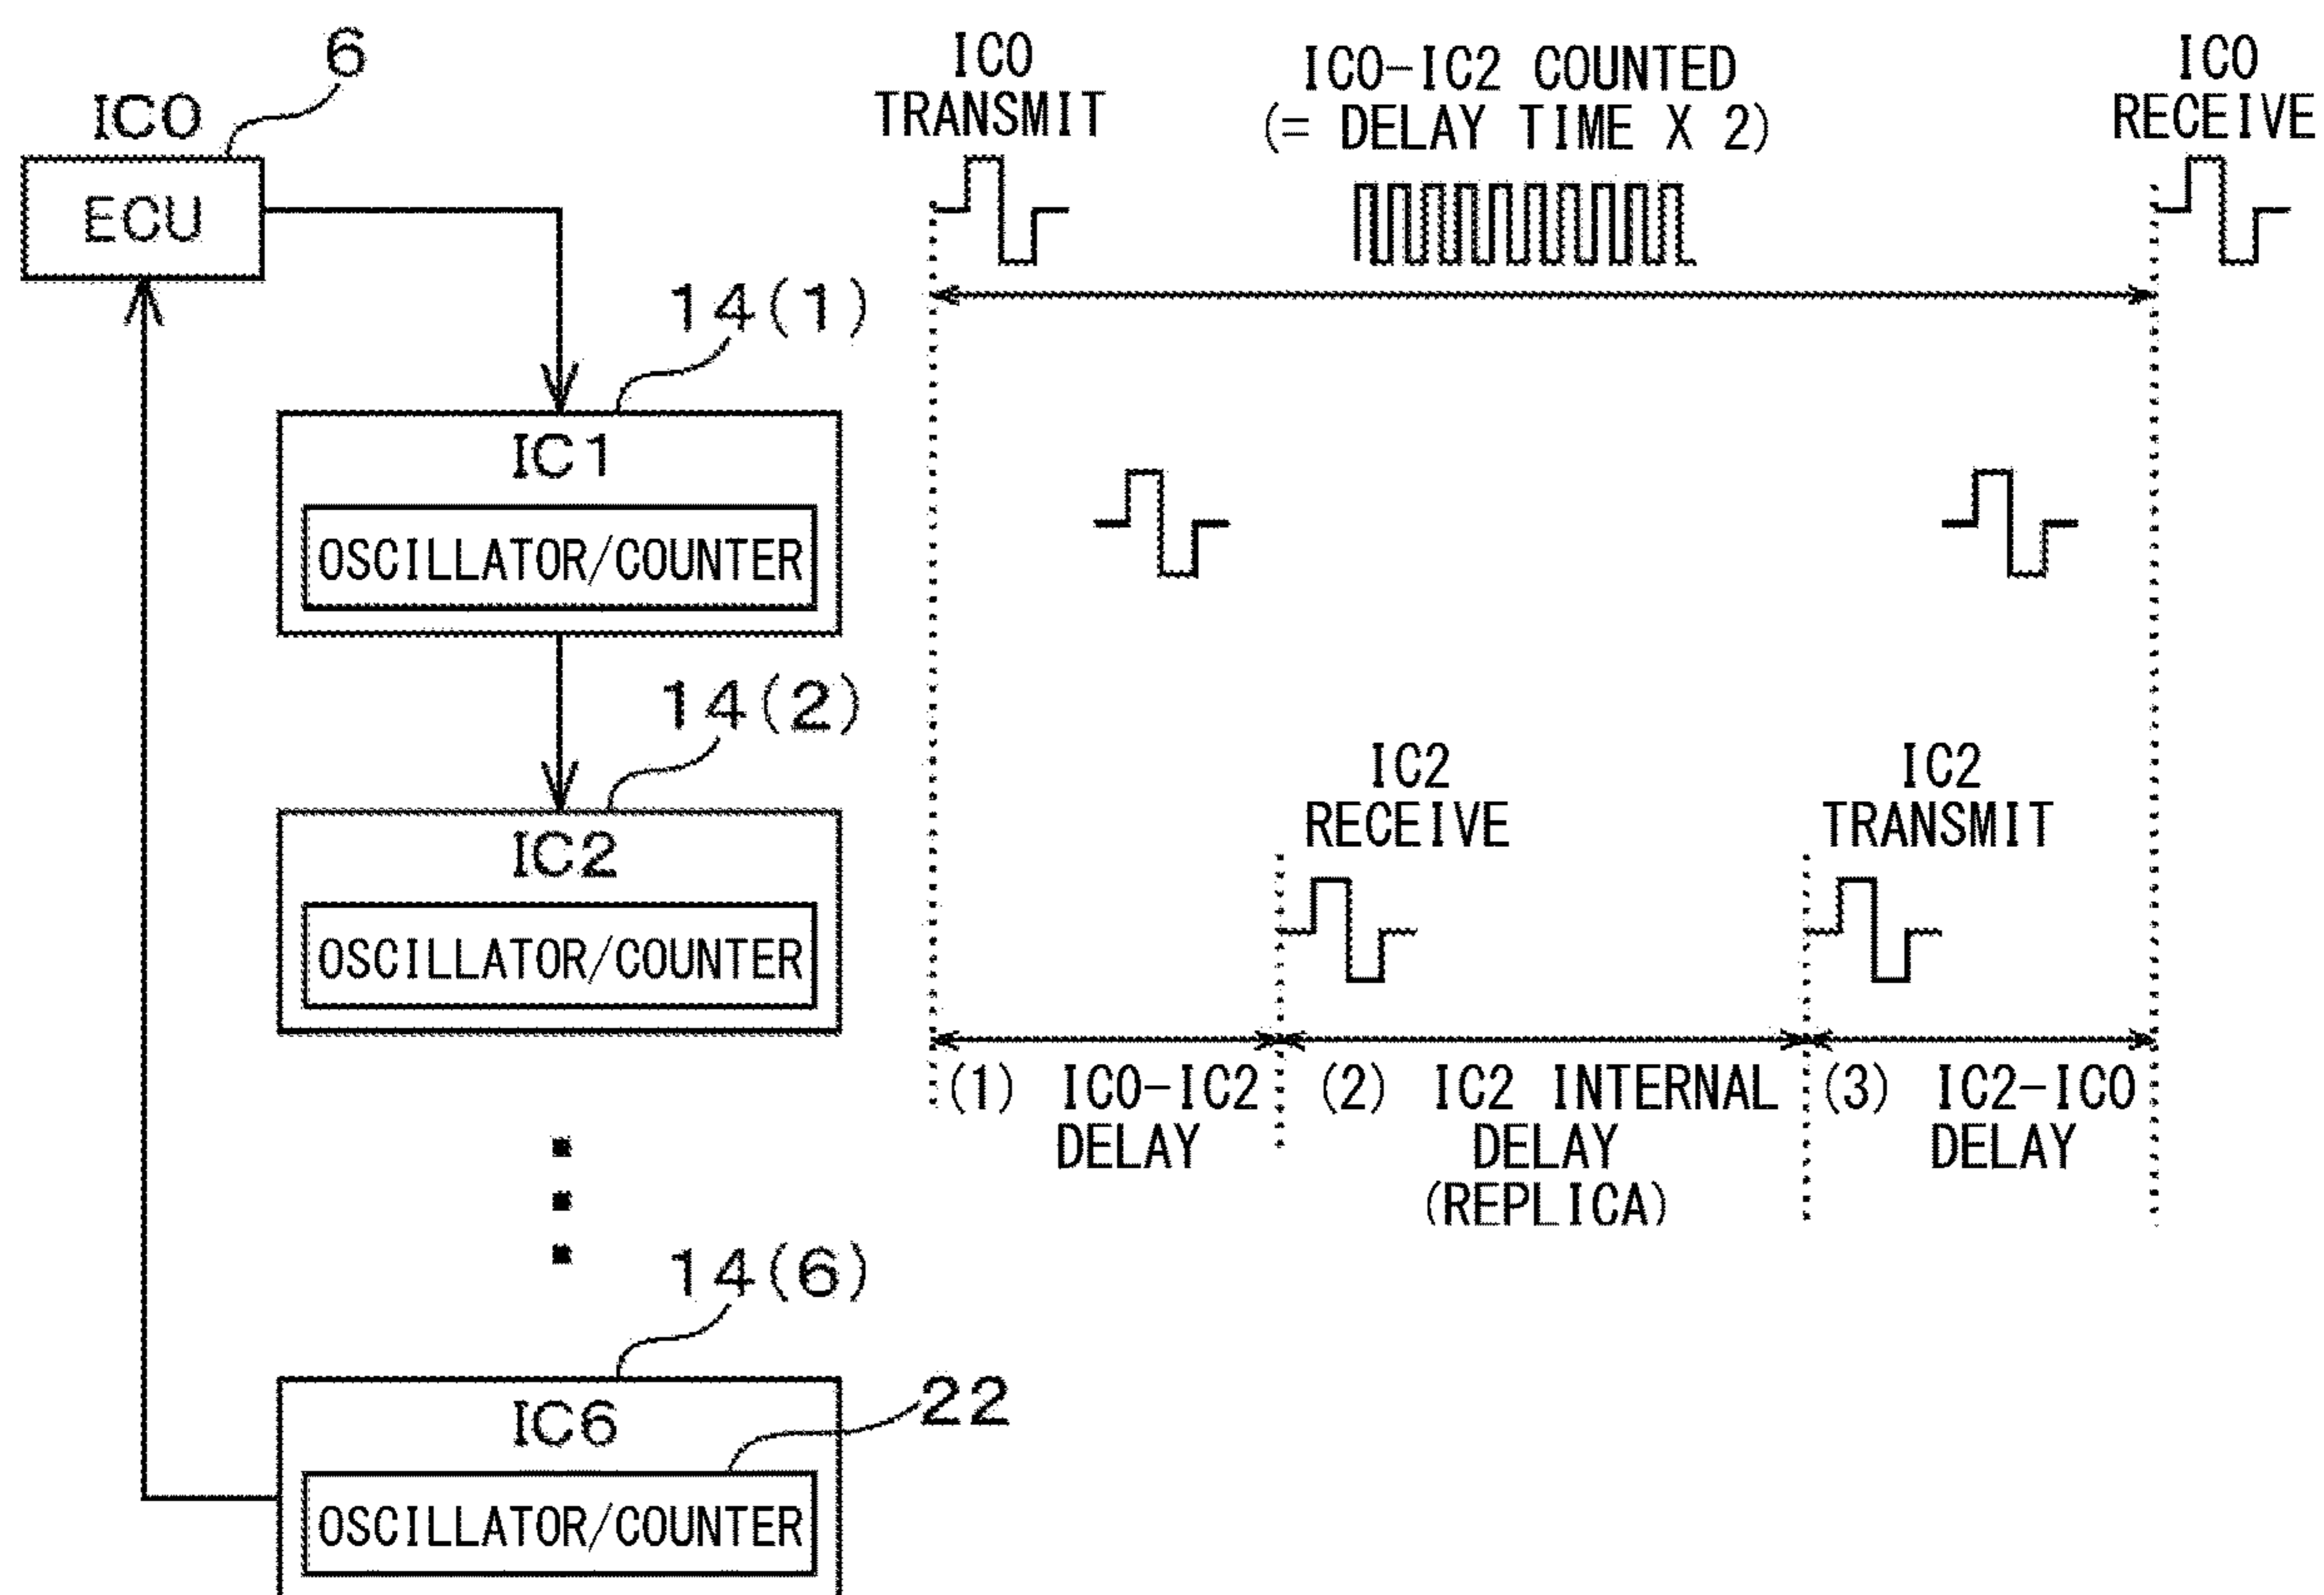 6
IC0
ECU
IC0
TRANSMIT
IC0-IC2 COUNTED
(= DELAY TIME X 2)
IC0
RECEIVE
14(1)
IC1
OSCILLATOR/COUNTER
14(2)
IC2
OSCILLATOR/COUNTER
IC2
RECEIVE
IC2
TRANSMIT
(1) IC0-IC2
DELAY
(2) IC2 INTERNAL
DELAY
(REPLICA)
(3) IC2-IC0
DELAY
14(6)
22
IC6
OSCILLATOR/COUNTER